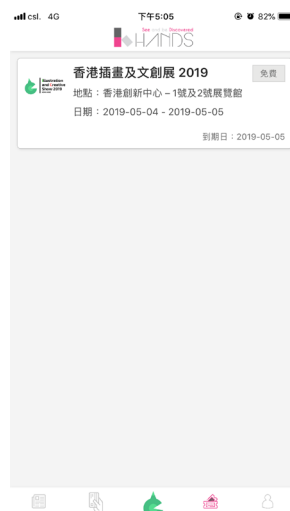 csl. 4G 下午5:05 82%
See and be Discovered
HANDS
香港插畫及文創展 2019
免費
Illustration
and Creative
Show 2019
地點：香港創新中心 – 1號及2號展覽館
日期：2019-05-04 - 2019-05-05
到期日：2019-05-05